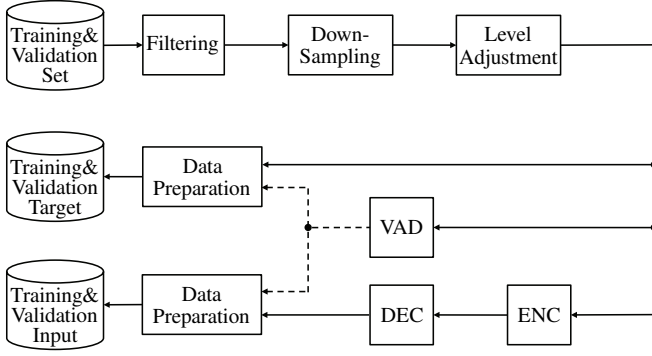 Training&
Validation
Set
Filtering
Down-
Sampling
Level
Adjustment
Training&
Validation
Target
Data
Preparation
VAD
Training&
Validation
Input
Data
Preparation
DEC
ENC